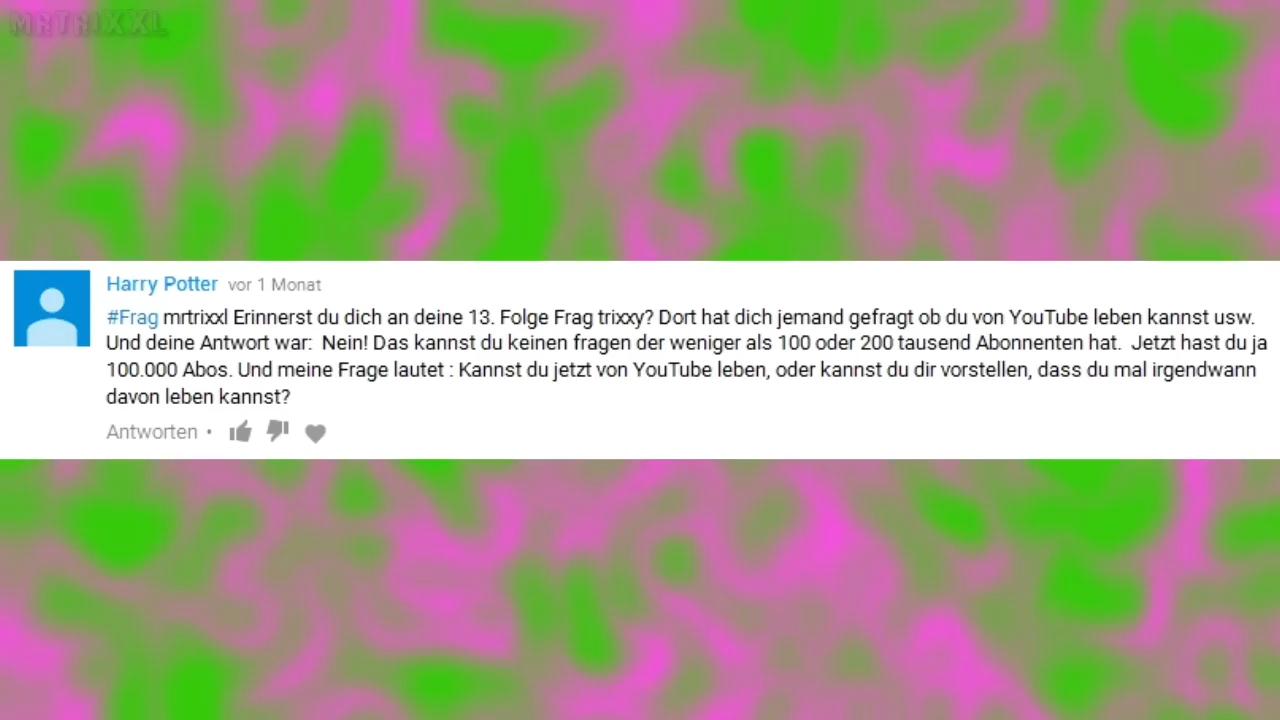 MRTRIXXL
Harry Potter vor 1 Monat
#Frag mrtrixxl Erinnerst du dich an deine 13. Folge Frag trixxy? Dort hat dich jemand gefragt ob du von YouTube leben kannst usw.
Und deine Antwort war:  Nein! Das kannst du keinen fragen der weniger als 100 oder 200 tausend Abonnenten hat.  Jetzt hast du ja
100.000 Abos. Und meine Frage lautet : Kannst du jetzt von YouTube leben, oder kannst du dir vorstellen, dass du mal irgendwann
davon leben kannst?
Antworten •